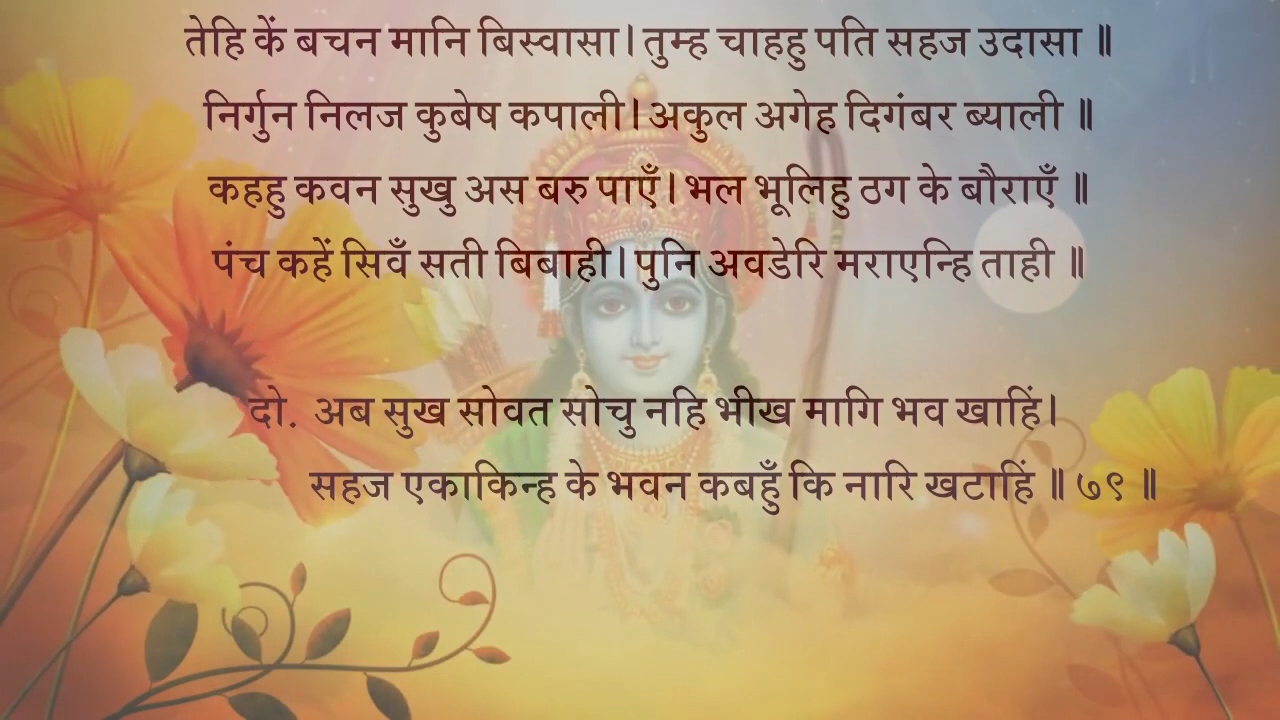 तेहि कें बचन मानि बिस्वासा। तुम्ह चाहहु पति सहज उदासा ॥
निर्गुन निलज कुबेष कपाली। अकुल अगेह दिगंबर ब्याली ॥
कहहु कवन सुखु अस बरु पाएँ। भल भूलिहु ठग के बौराएँ ॥
पंच कहें सिवँ सती बिबाही। पुनि अवडेरि मराएन्हि ताही ॥
दो. अब सुख सोवत सोचु नहि भीख मागि भव खाहिं।
सहज एकाकिन्ह के भवन कबहुँ कि नारि खटाहिं ॥ ७९ ॥